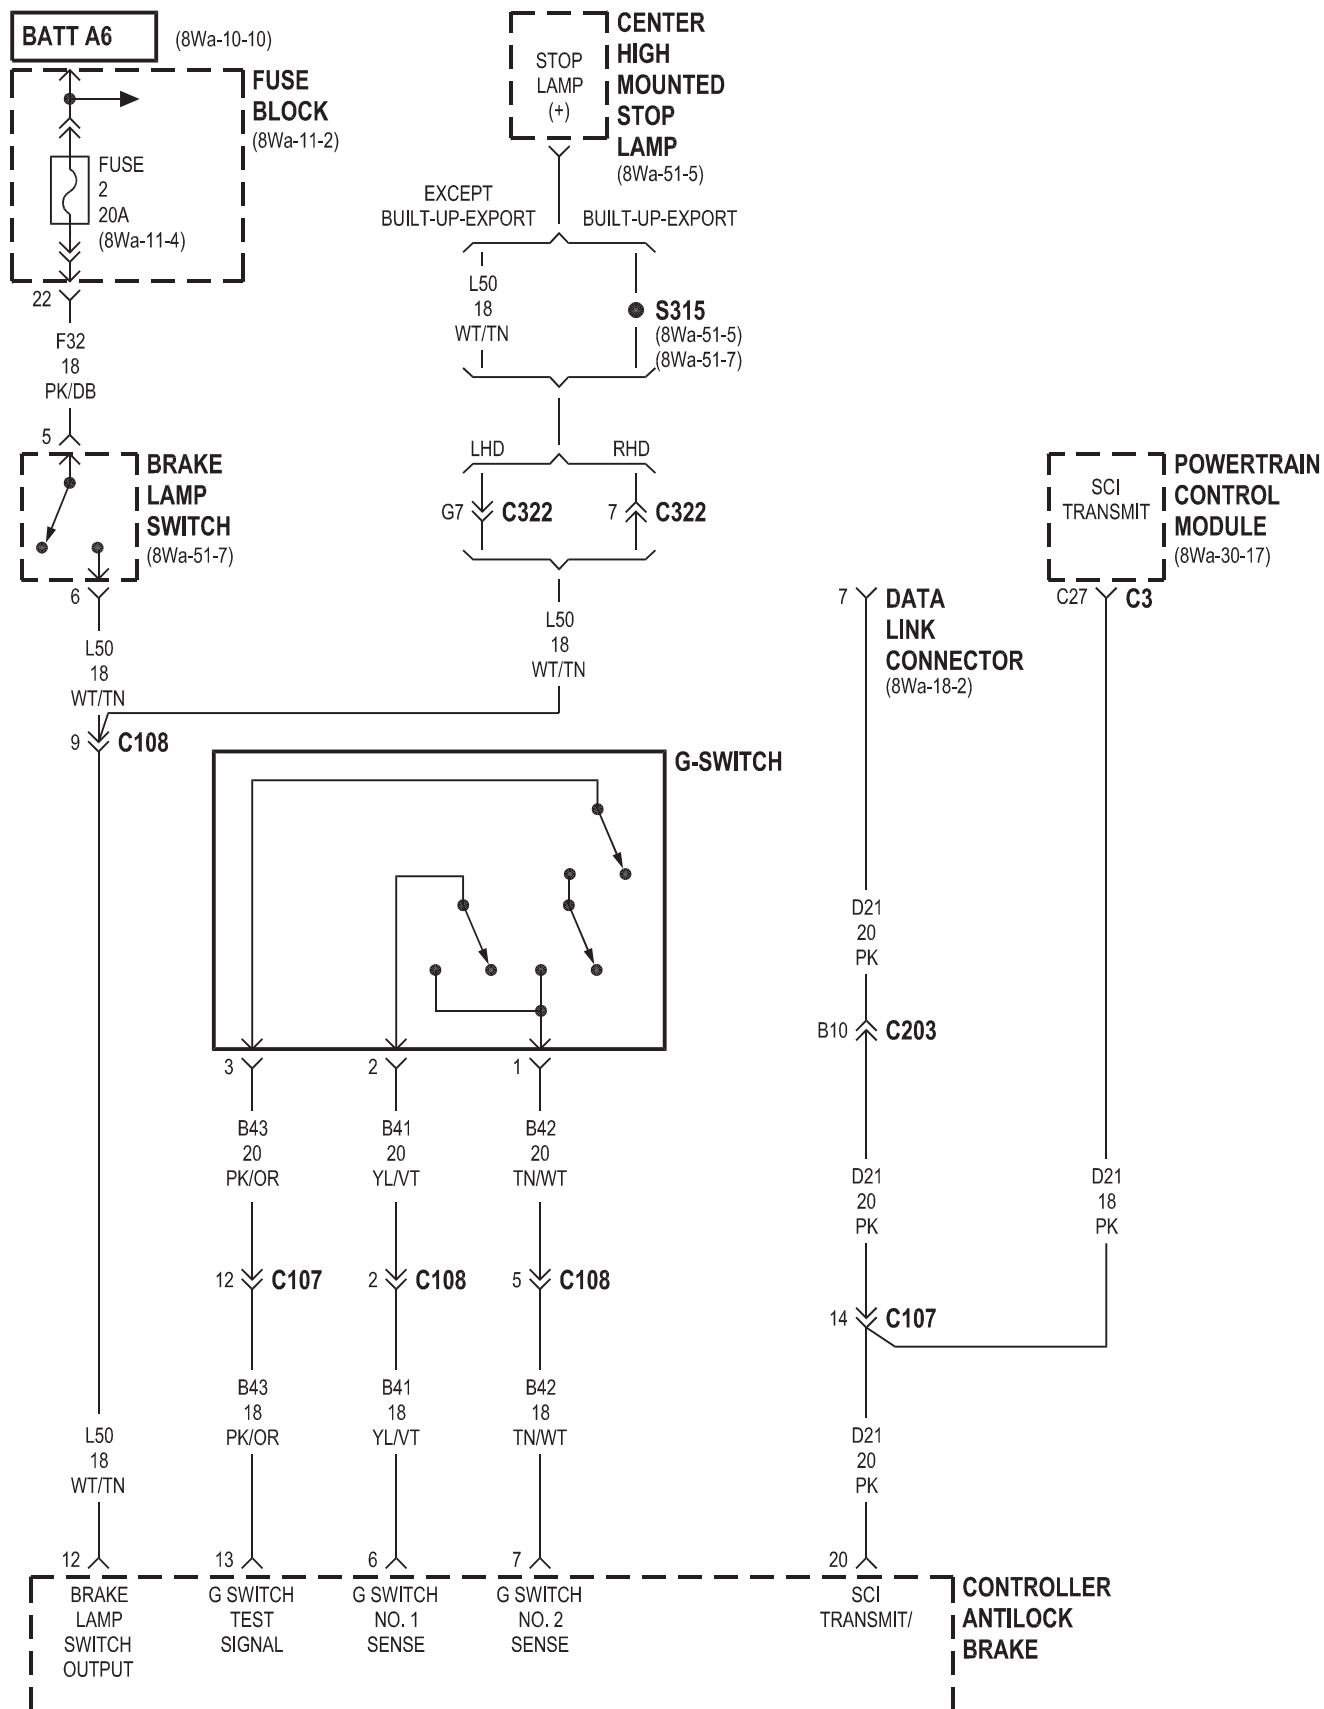 BATT A6
(8Wa-10-10)
FUSE
BLOCK
(8Wa-11-2)
FUSE
2
20A
(8Wa-11-4)
22
F32
18
PK/DB
5
BRAKE
LAMP
SWITCH
(8Wa-51-7)
6
L50
18
WT/TN
9
C108
STOP
LAMP
(+)
CENTER
HIGH
MOUNTED
STOP
LAMP
(8Wa-51-5)
EXCEPT
BUILT-UP-EXPORT
BUILT-UP-EXPORT
L50
18
WT/TN
S315
(8Wa-51-5)
(8Wa-51-7)
LHD
RHD
G7
C322
7
C322
L50
18
WT/TN
SCI
TRANSMIT
POWERTRAIN
CONTROL
MODULE
(8Wa-30-17)
C27
C3
7
DATA
LINK
CONNECTOR
(8Wa-18-2)
G-SWITCH
D21
20
PK
B10
C203
3
2
1
B43
20
PK/OR
B41
20
YL/VT
B42
20
TN/WT
D21
20
PK
D21
18
PK
12
C107
2
C108
5
C108
14
C107
B43
18
PK/OR
B41
18
YL/VT
B42
18
TN/WT
L50
18
WT/TN
D21
20
PK
12
13
6
7
20
BRAKE
LAMP
SWITCH
OUTPUT
G SWITCH
TEST
SIGNAL
G SWITCH
NO. 1
SENSE
G SWITCH
NO. 2
SENSE
SCI
TRANSMIT/
CONTROLLER
ANTILOCK
BRAKE